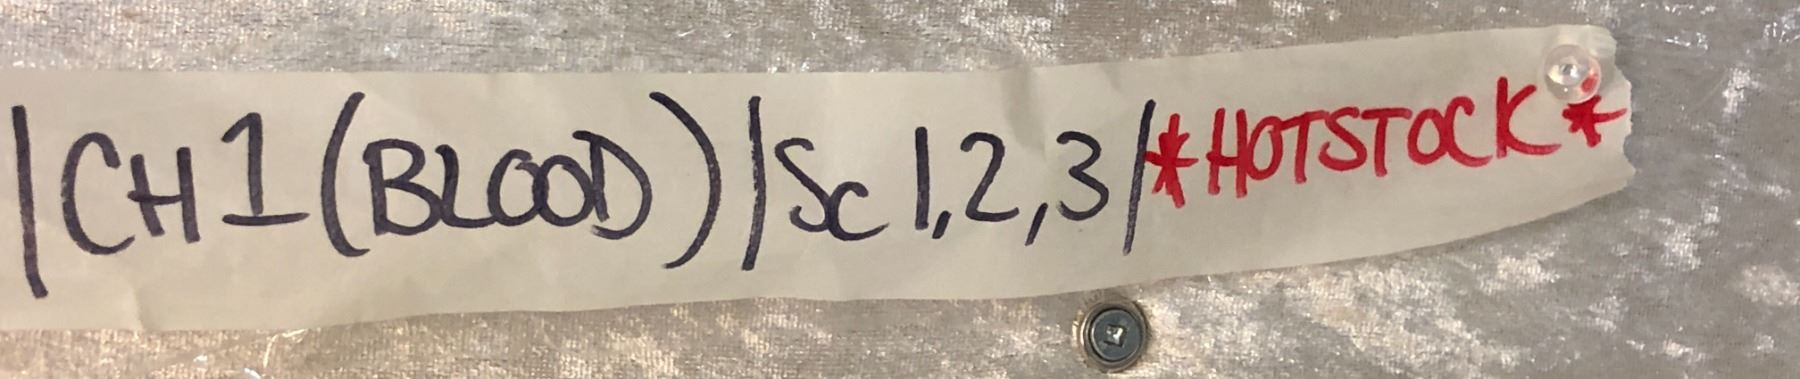 |CH 1 (BLOOD)|Sc 1,2,3/*HOTSTOCK*